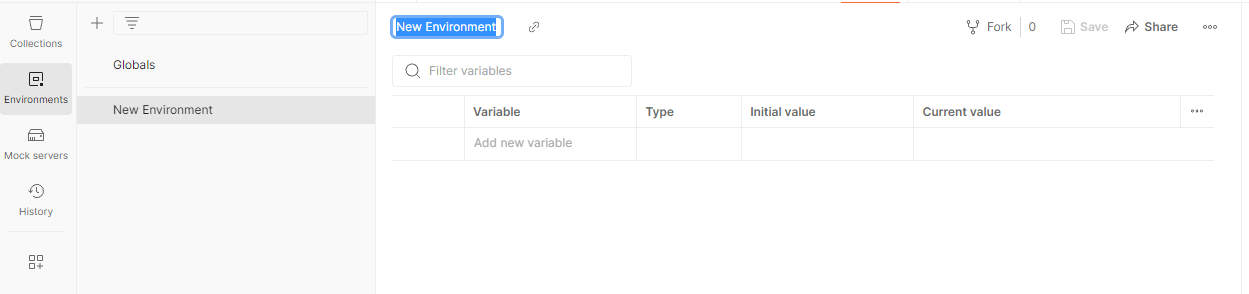 Collections
Environments
Mock servers
History
Globals
New Environment
New Environment
Fork 0 Save Share
Filter variables
Variable Type Initial value Current value
Add new variable